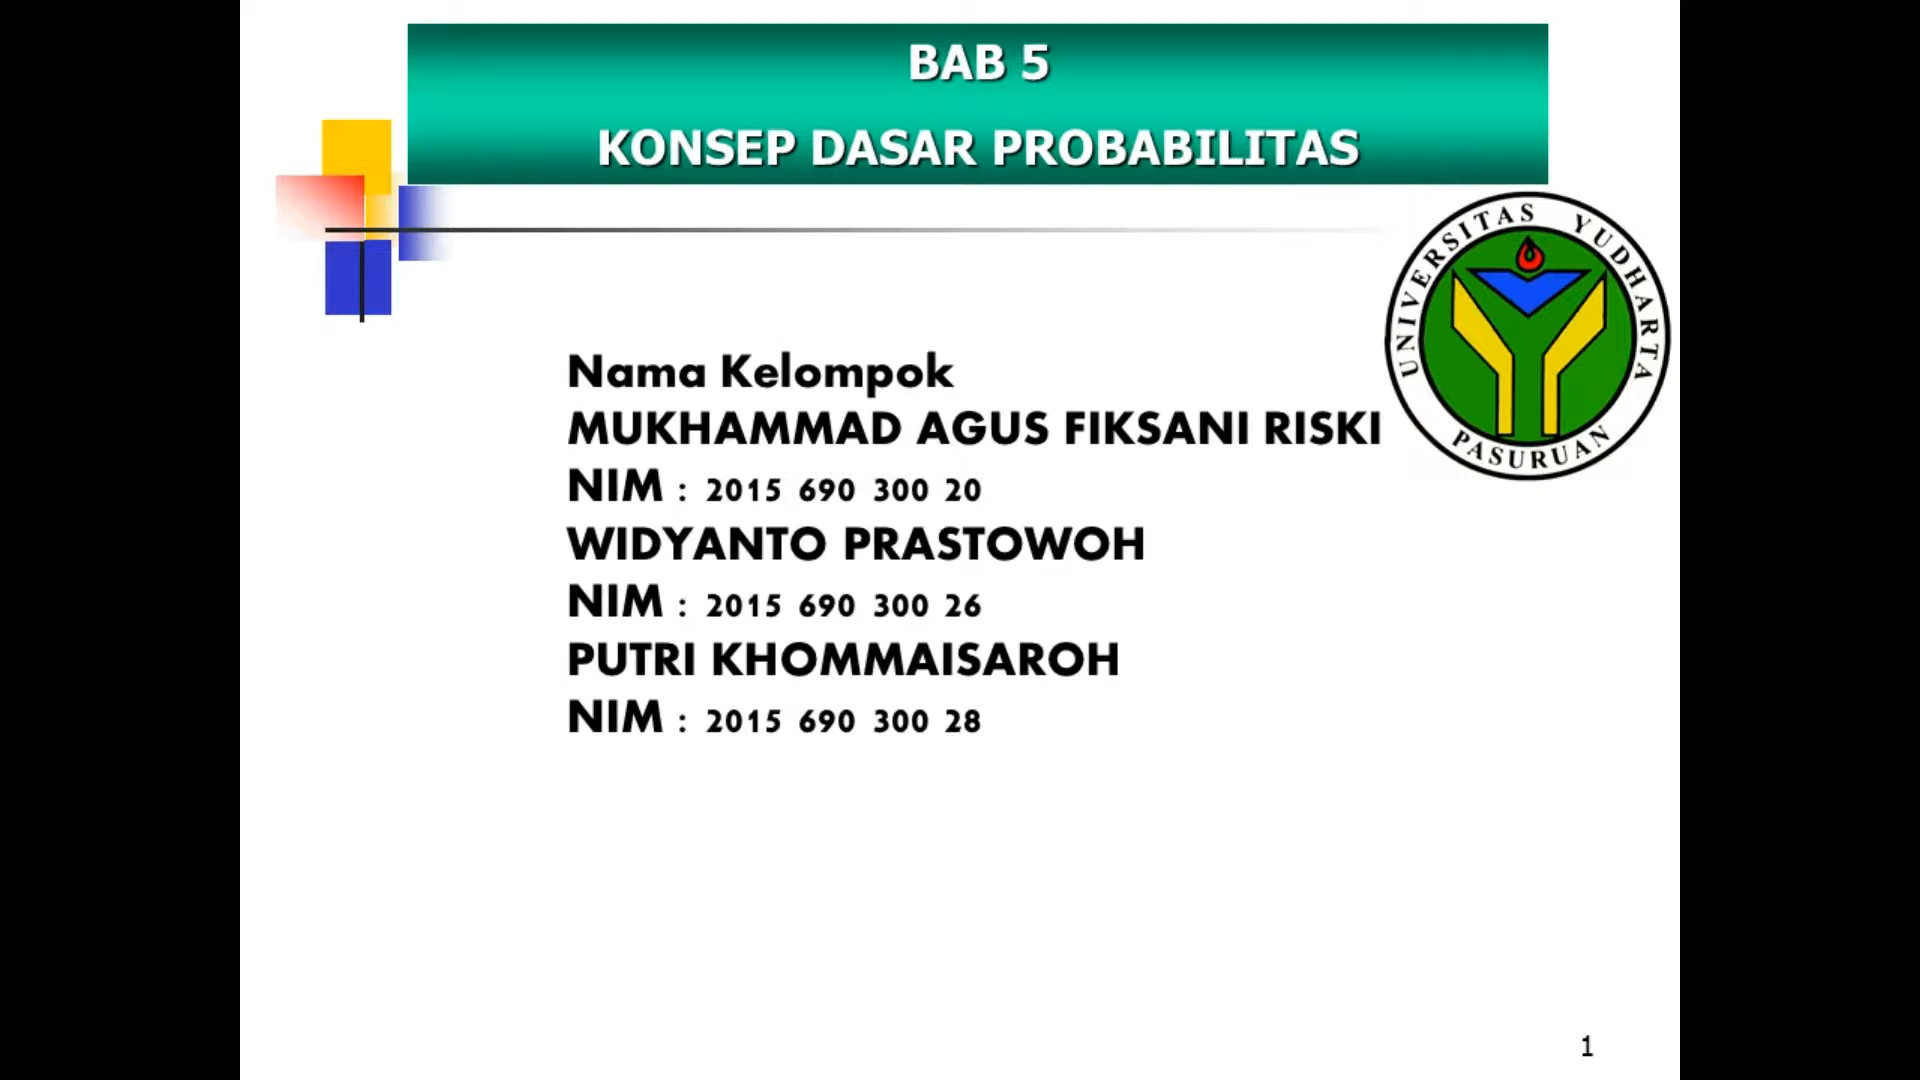 BAB 5
KONSEP DASAR PROBABILITAS
UNIVERSITAS YUDHARTA
PASURUAN
Nama Kelompok
MUKHAMMAD AGUS FIKSANI RISKI
NIM : 2015 690 300 20
WIDYANTO PRASTOWOH
NIM : 2015 690 300 26
PUTRI KHOMMAISAROH
NIM : 2015 690 300 28
1